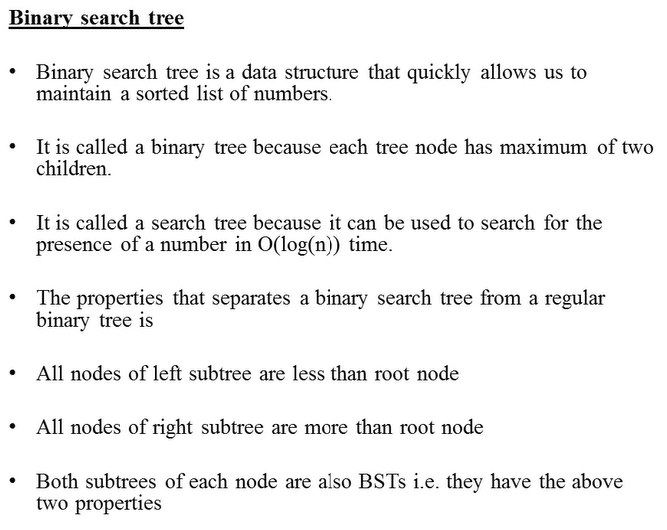 Binary search tree
• Binary search tree is a data structure that quickly allows us to
maintain a sorted list of numbers.
• It is called a binary tree because each tree node has maximum of two
children.
• It is called a search tree because it can be used to search for the
presence of a number in O(log(n)) time.
• The properties that separates a binary search tree from a regular
binary tree is
• All nodes of left subtree are less than root node
• All nodes of right subtree are more than root node
• Both subtrees of each node are also BSTs i.e. they have the above
two properties